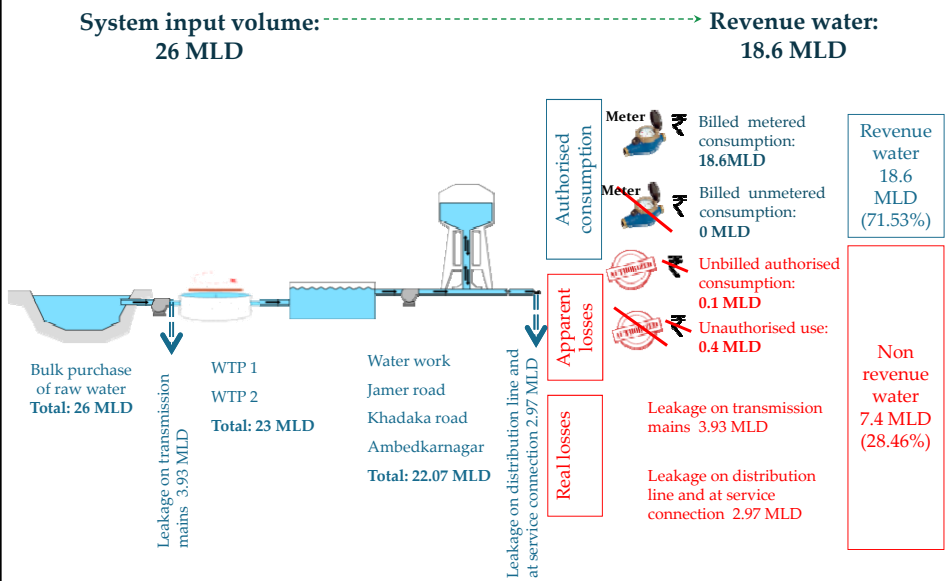 System input volume:
26 MLD
Revenue water:
18.6 MLD
Bulk purchase
of raw water
Total: 26 MLD
Leakage on transmission
mains 3.93 MLD
WTP 1
WTP 2
Total: 23 MLD
Water work
Jamer road
Khadaka road
Ambedkarnagar
Total: 22.07 MLD
Leakage on distribution line and
at service connection 2.97 MLD
Authorised
consumption
Meter
₹
Billed metered
consumption:
18.6MLD
Meter
₹
Billed unmetered
consumption:
0 MLD
Apparent
losses
AUTHORIZED
₹
Unbilled authorised
consumption:
0.1 MLD
AUTHORIZED
₹
Unauthorised use:
0.4 MLD
Real losses
Leakage on transmission
mains 3.93 MLD
Leakage on distribution
line and at service
connection 2.97 MLD
Revenue
water
18.6
MLD
(71.53%)
Non
revenue
water
7.4 MLD
(28.46%)